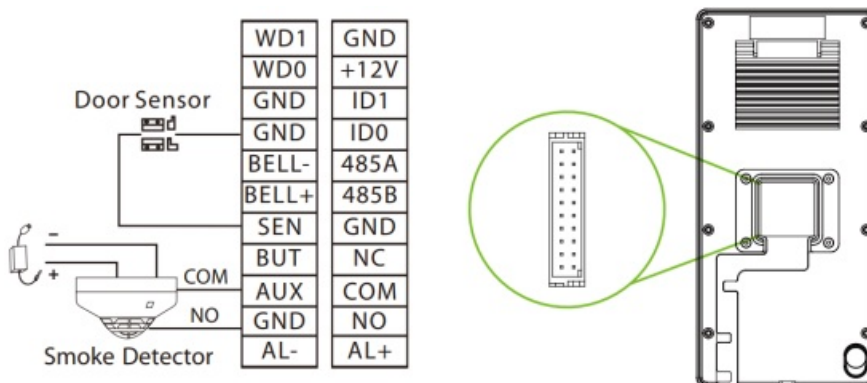 WD1 GND
WD0 +12V
Door Sensor
GND ID1
GND ID0
BELL- 485A
BELL+ 485B
SEN GND
- BUT NC
+ COM AUX COM
NO GND NO
Smoke Detector AL- AL+